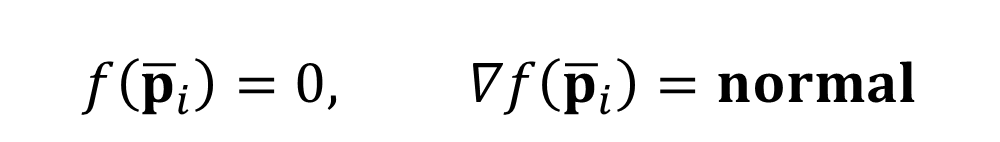 f(p̅ᵢ) = 0, ∇f(p̅ᵢ) = normal